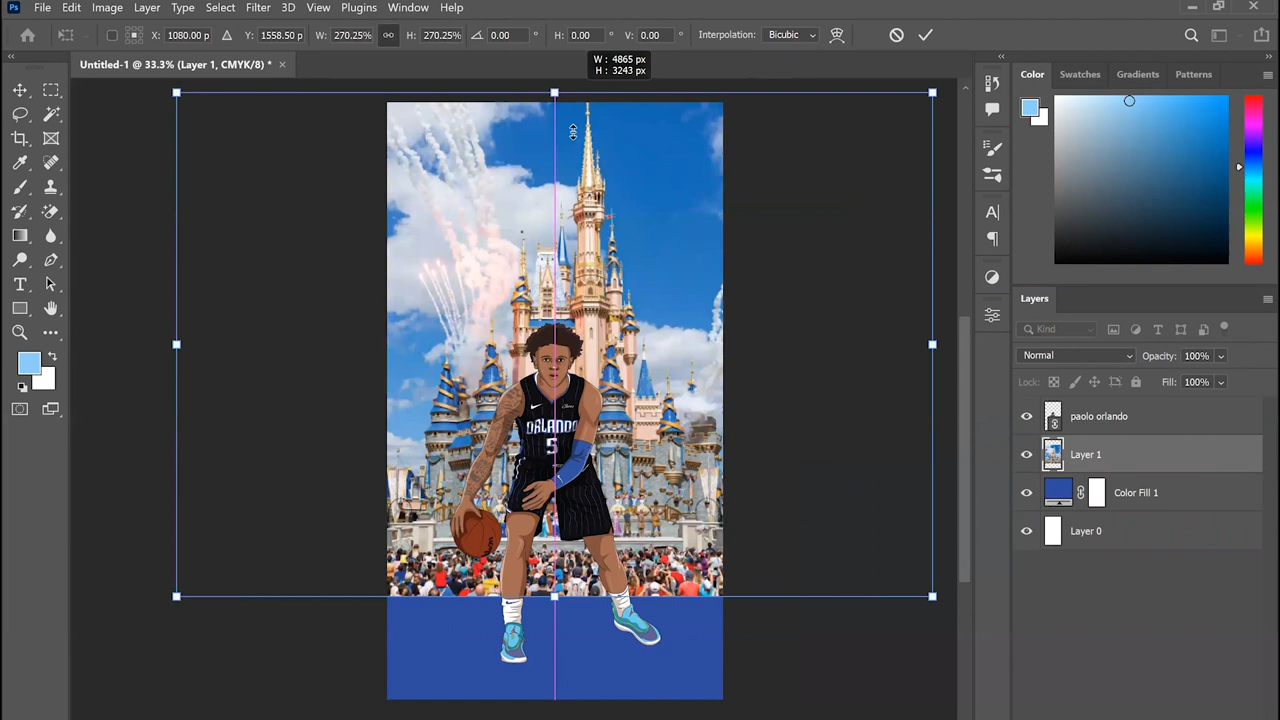 Ps File Edit Image Layer Type Select Filter 3D View Plugins Window Help
X: 1080.00 p Y: 1558.50 p W: 270.25% H: 270.25% 0.00 ° H: 0.00 ° V: 0.00 ° Interpolation: Bicubic
Untitled-1 @ 33.3% (Layer 1, CMYK/8) * ×
W : 4865 px
H : 3243 px
Color Swatches Gradients Patterns
Layers
Kind
Normal Opacity: 100%
Lock: Fill: 100%
paolo orlando
Layer 1
Color Fill 1
Layer 0
ORLANDO
5